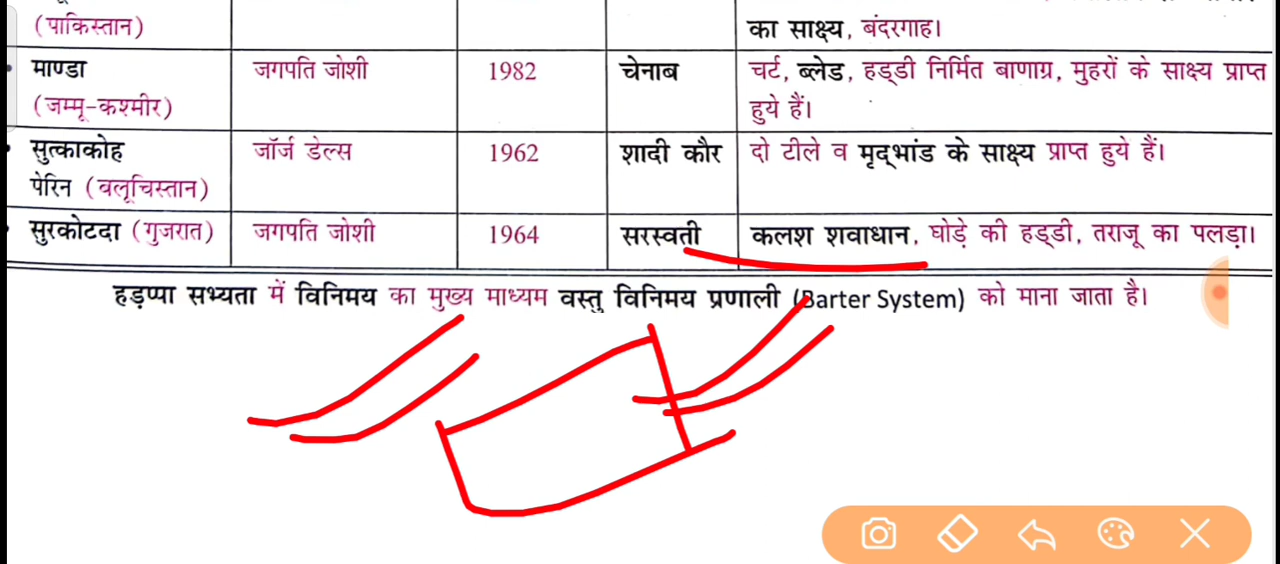 (पाकिस्तान)
का साक्ष्य, बंदरगाह।
माण्डा
(जम्मू-कश्मीर)
जगपति जोशी
1982
चेनाब
चर्ट, ब्लेड, हड्डी निर्मित बाणाग्र, मुहरों के साक्ष्य प्राप्त
हुये हैं।
सुत्काकोह
पेरिन (बलूचिस्तान)
जॉर्ज डेल्स
1962
शादी कौर
दो टीले व मृद्भांड के साक्ष्य प्राप्त हुये हैं।
सुरकोटदा (गुजरात)
जगपति जोशी
1964
सरस्वती
कलश शवाधान, घोड़े की हड्डी, तराजू का पलड़ा।
हड़प्पा सभ्यता में विनिमय का मुख्य माध्यम वस्तु विनिमय प्रणाली (Barter System) को माना जाता है।